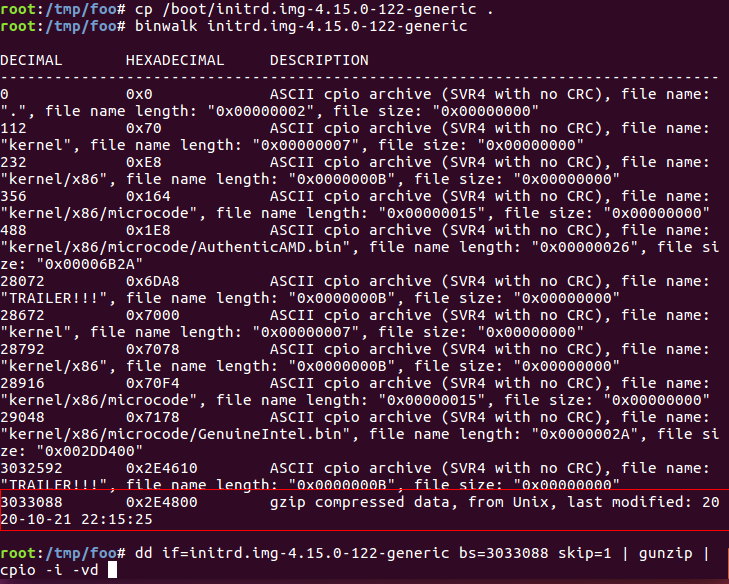 root:/tmp/foo# cp /boot/initrd.img-4.15.0-122-generic .
root:/tmp/foo# binwalk initrd.img-4.15.0-122-generic

DECIMAL       HEXADECIMAL     DESCRIPTION
--------------------------------------------------------------------------------
0             0x0             ASCII cpio archive (SVR4 with no CRC), file name:
".", file name length: "0x00000002", file size: "0x00000000"
112           0x70            ASCII cpio archive (SVR4 with no CRC), file name:
"kernel", file name length: "0x00000007", file size: "0x00000000"
232           0xE8            ASCII cpio archive (SVR4 with no CRC), file name:
"kernel/x86", file name length: "0x0000000B", file size: "0x00000000"
356           0x164           ASCII cpio archive (SVR4 with no CRC), file name:
"kernel/x86/microcode", file name length: "0x00000015", file size: "0x00000000"
488           0x1E8           ASCII cpio archive (SVR4 with no CRC), file name:
"kernel/x86/microcode/AuthenticAMD.bin", file name length: "0x00000026", file si
ze: "0x00006B2A"
28072         0x6DA8          ASCII cpio archive (SVR4 with no CRC), file name:
"TRAILER!!!", file name length: "0x0000000B", file size: "0x00000000"
28672         0x7000          ASCII cpio archive (SVR4 with no CRC), file name:
"kernel", file name length: "0x00000007", file size: "0x00000000"
28792         0x7078          ASCII cpio archive (SVR4 with no CRC), file name:
"kernel/x86", file name length: "0x0000000B", file size: "0x00000000"
28916         0x70F4          ASCII cpio archive (SVR4 with no CRC), file name:
"kernel/x86/microcode", file name length: "0x00000015", file size: "0x00000000"
29048         0x7178          ASCII cpio archive (SVR4 with no CRC), file name:
"kernel/x86/microcode/GenuineIntel.bin", file name length: "0x0000002A", file si
ze: "0x002DD400"
3032592       0x2E4610        ASCII cpio archive (SVR4 with no CRC), file name:
"TRAILER!!!", file name length: "0x0000000B", file size: "0x00000000"
3033088       0x2E4800        gzip compressed data, from Unix, last modified: 20
20-10-21 22:15:25

root:/tmp/foo# dd if=initrd.img-4.15.0-122-generic bs=3033088 skip=1 | gunzip |
cpio -i -vd